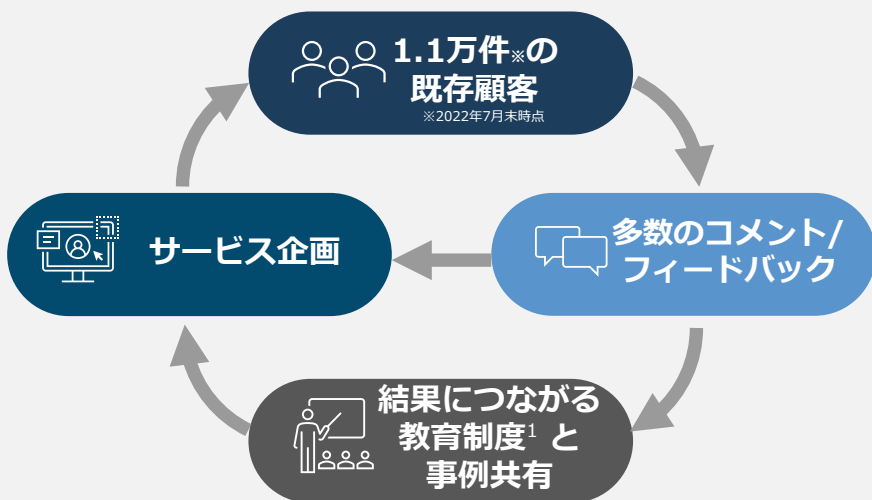 1.1万件※の
既存顧客
※2022年7月末時点
サービス企画
多数のコメント/
フィードバック
結果につながる
教育制度¹ と
事例共有